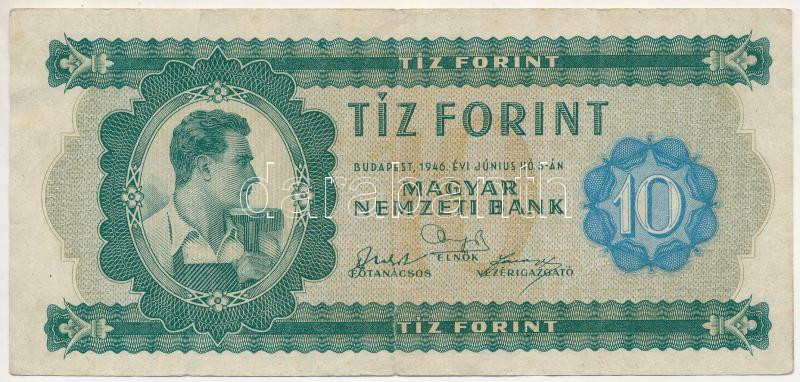 TÍZ FORINT
TÍZ FORINT
BUDAPEST, 1946. ÉVI JÚNIUS HÓ 3-ÁN
MAGYAR
NEMZETI BANK
10
ELNÖK
FŐTANÁCSOS
VEZÉRIGAZGATÓ
TÍZ FORINT
darabanth